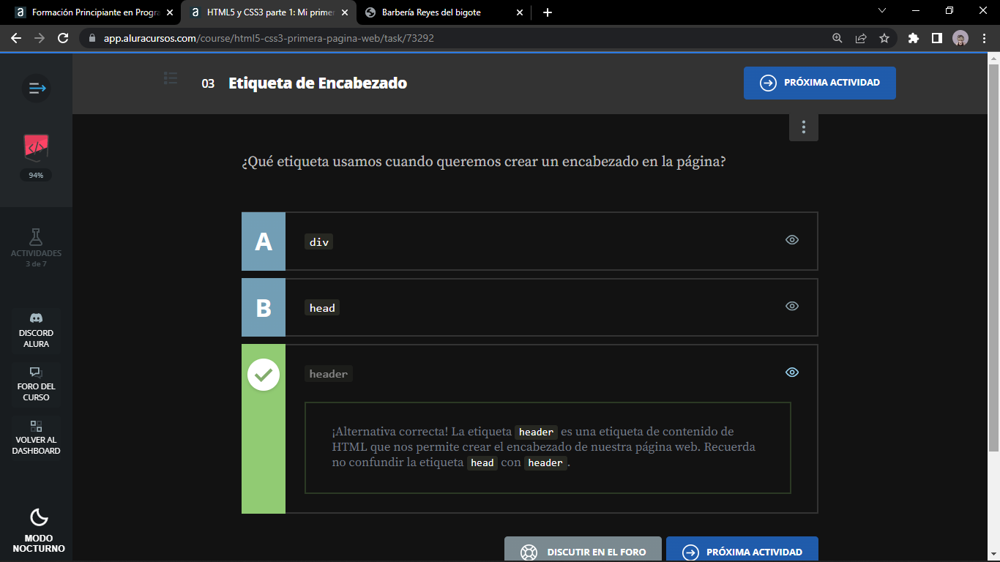 Formación Principiante en Progra
HTML5 y CSS3 parte 1: Mi primer
Barbería Reyes del bigote
app.aluracursos.com/course/html5-css3-primera-pagina-web/task/73292
03 Etiqueta de Encabezado
PRÓXIMA ACTIVIDAD
94%
ACTIVIDADES
3 de 7
DISCORD
ALURA
FORO DEL
CURSO
VOLVER AL
DASHBOARD
MODO
NOCTURNO
¿Qué etiqueta usamos cuando queremos crear un encabezado en la página?
A div
B head
header
¡Alternativa correcta! La etiqueta header es una etiqueta de contenido de
HTML que nos permite crear el encabezado de nuestra página web. Recuerda
no confundir la etiqueta head con header.
DISCUTIR EN EL FORO
PRÓXIMA ACTIVIDAD